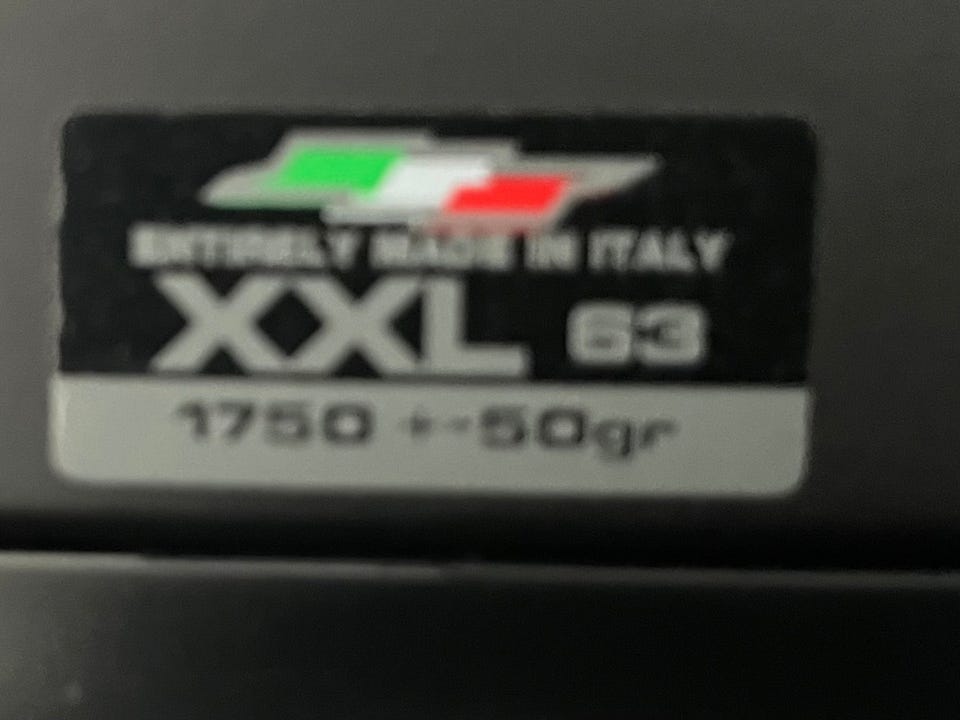 ENTIRELY MADE IN ITALY
XXL 63
1750 +-50gr